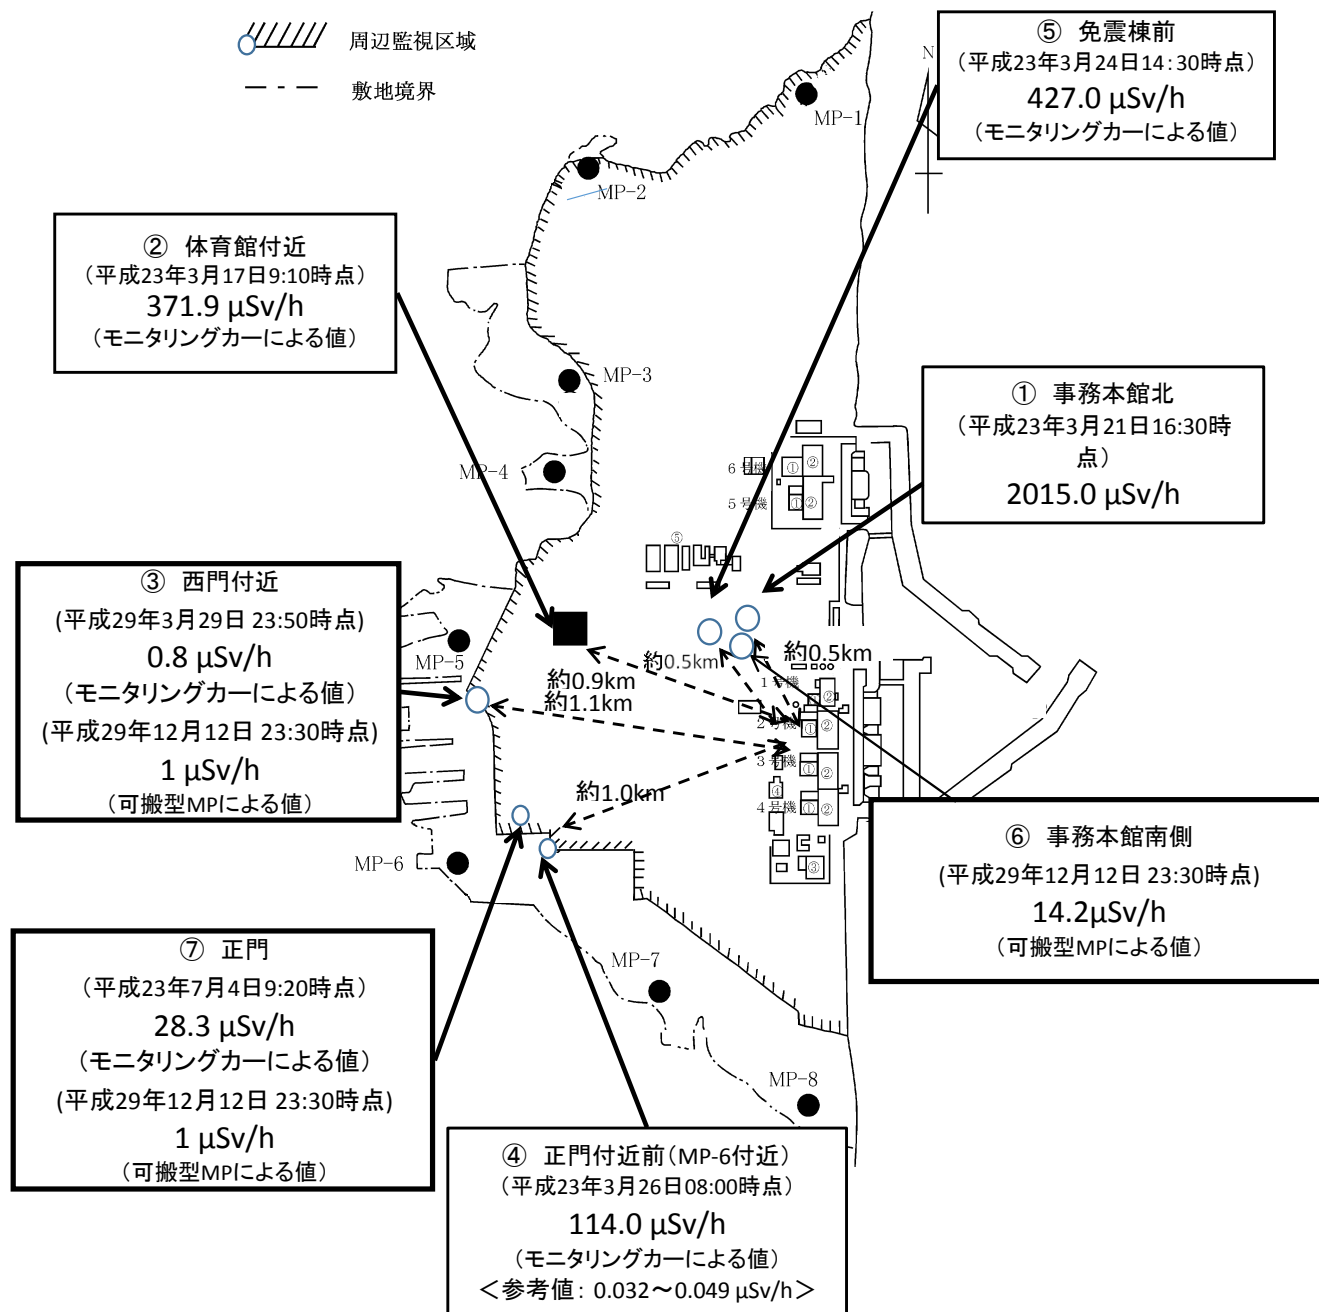 周辺監視区域
敷地境界
⑤ 免震棟前
（平成23年3月24日14：30時点）
427.0 μSv/h
（モニタリングカーによる値）
N
MP-1
MP-2
② 体育館付近
（平成23年3月17日9:10時点）
371.9 μSv/h
（モニタリングカーによる値）
MP-3
① 事務本館北
（平成23年3月21日16:30時
点）
2015.0 μSv/h
MP-4
6号機
① ②
5号機
① ②
⑤
③ 西門付近
(平成29年3月29日 23:50時点)
0.8 μSv/h
（モニタリングカーによる値）
(平成29年12月12日 23:30時点)
1 μSv/h
（可搬型MPによる値）
MP-5
約0.9km
約1.1km
約0.5km
約0.5km
1号機
②
2号機
① ②
3号機
① ②
④
4号機
① ②
③
約1.0km
MP-6
⑥ 事務本館南側
(平成29年12月12日 23:30時点)
14.2μSv/h
（可搬型MPによる値）
⑦ 正門
（平成23年7月4日9:20時点）
28.3 μSv/h
（モニタリングカーによる値）
(平成29年12月12日 23:30時点)
1 μSv/h
（可搬型MPによる値）
MP-7
MP-8
④ 正門付近前（MP-6付近）
（平成23年3月26日08:00時点）
114.0 μSv/h
（モニタリングカーによる値）
＜参考値： 0.032～0.049 μSv/h＞